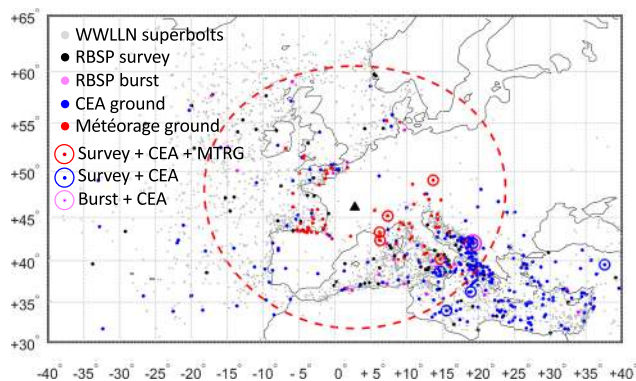 WWLLN superbolts
RBSP survey
RBSP burst
CEA ground
Météorage ground
Survey + CEA + MTRG
Survey + CEA
Burst + CEA
+65°
+60°
+55°
+50°
+45°
+40°
+35°
+30°
-40° -35° -30° -25° -20° -15° -10° -5° 0° +5° +10° +15° +20° +25° +30° +35° +40°